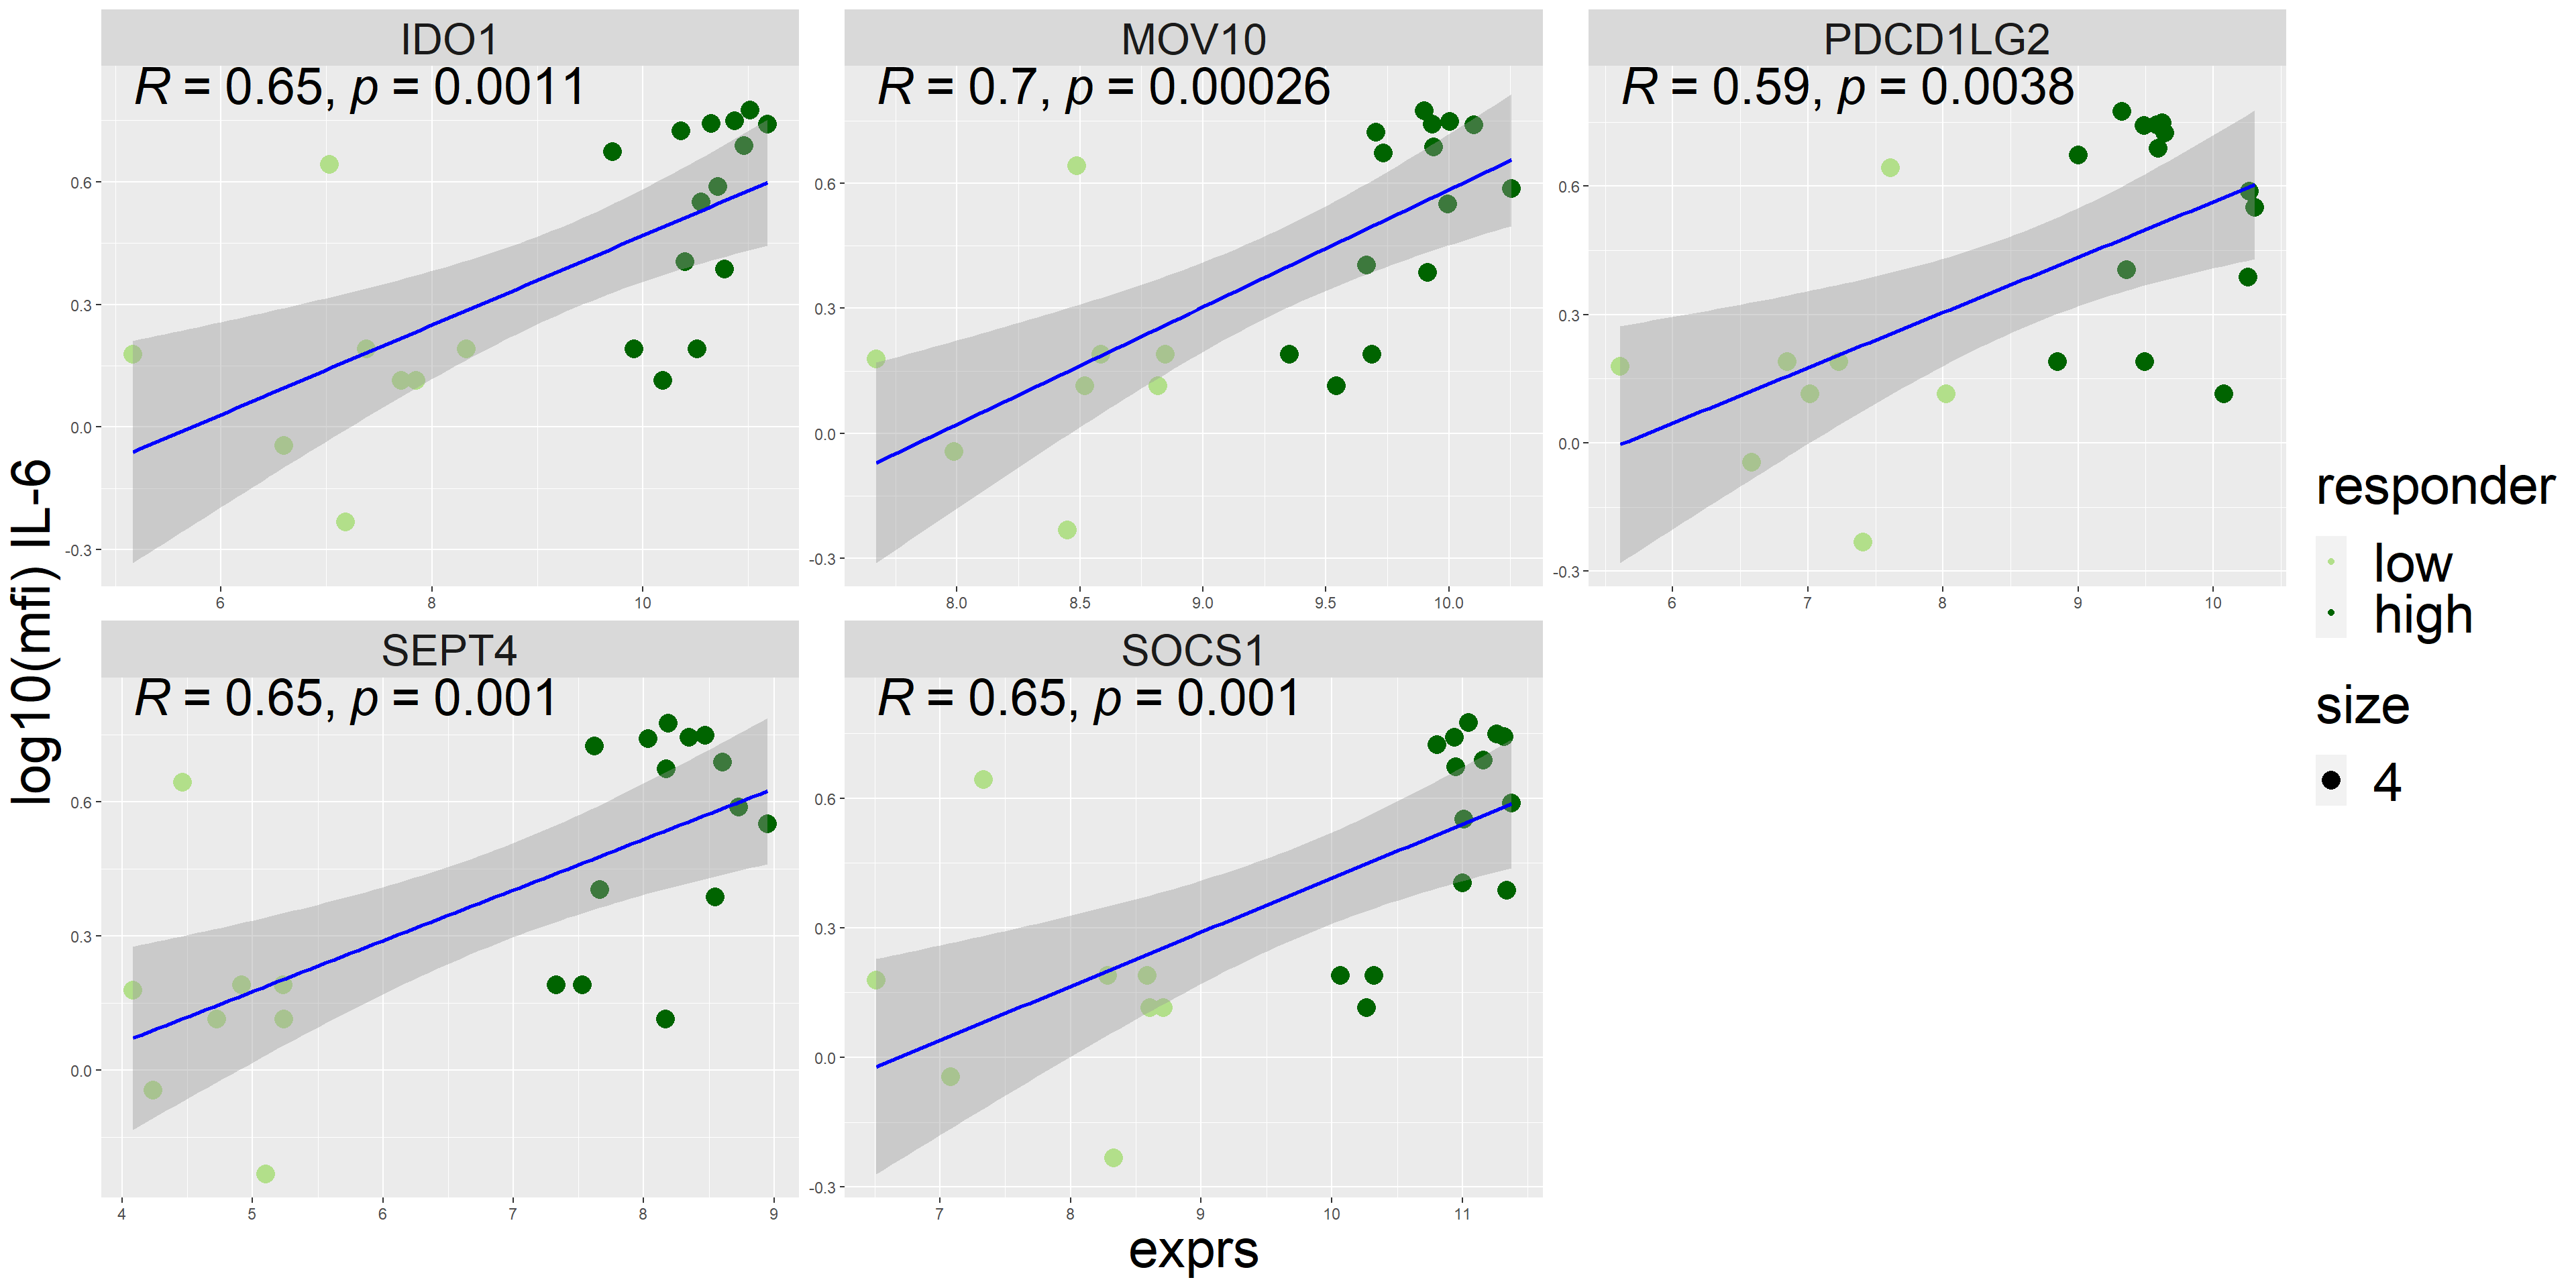 IDO1
R = 0.65, p = 0.0011
0.6
0.3
0.0
-0.3
6
8
10
MOV10
R = 0.7, p = 0.00026
0.6
0.3
0.0
-0.3
8.0
8.5
9.0
9.5
10.0
PDCD1LG2
R = 0.59, p = 0.0038
0.6
0.3
0.0
-0.3
6
7
8
9
10
SEPT4
R = 0.65, p = 0.001
0.6
0.3
0.0
4
5
6
7
8
9
SOCS1
R = 0.65, p = 0.001
0.6
0.3
0.0
-0.3
7
8
9
10
11
log10(mfi) IL-6
exprs
responder
low
high
size
4